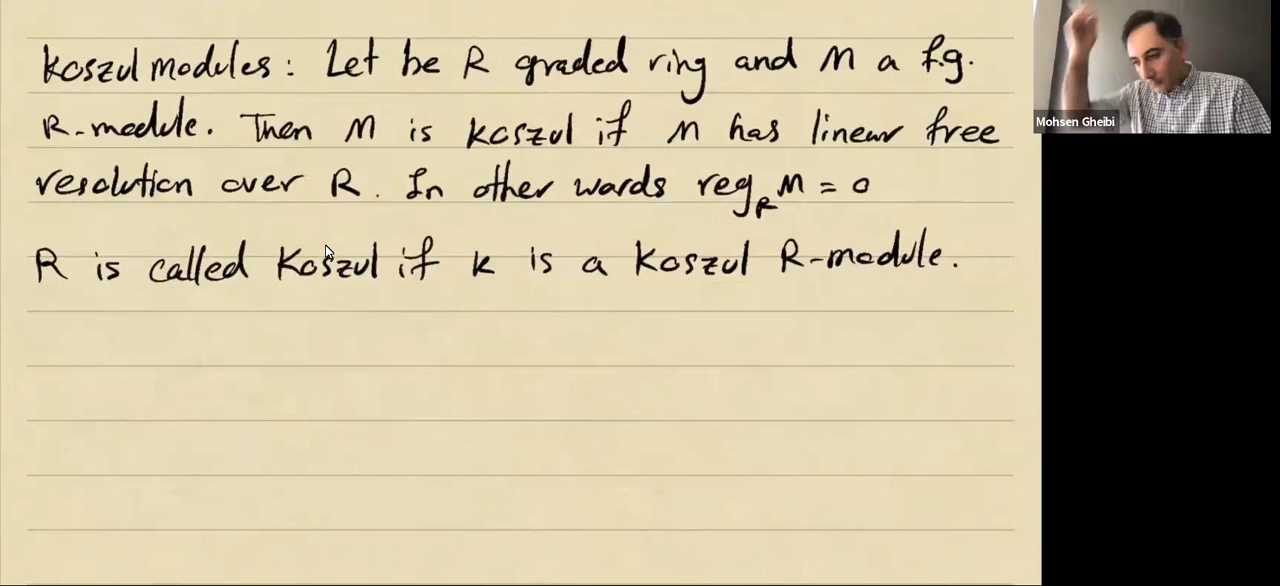 Koszul modules : Let be R graded ring and M a f.g.
R-module. Then M is Koszul if M has linear free
resolution over R. In other words reg_R M = 0
R is called Koszul if k is a Koszul R-module.
Mohsen Gheibi